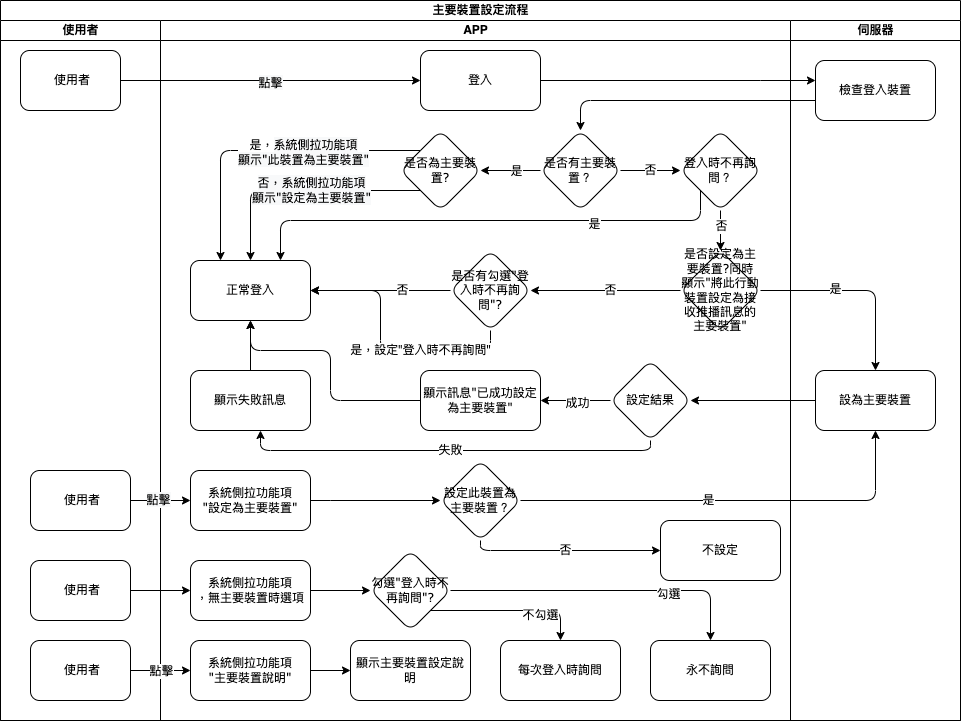 主要裝置設定流程
使用者
APP
伺服器
使用者
點擊
登入
檢查登入裝置
是，系統側拉功能項
顯示"此裝置為主要裝置"
是否為主要裝
置?
是
是否有主要裝
置？
否
登入時不再詢
問？
否，系統側拉功能項
顯示"設定為主要裝置"
是
否
正常登入
否
是否有勾選"登
入時不再詢
問"?
否
是否設定為主
要裝置?同時
顯示"將此行動
裝置設定為接
收推播訊息的
主要裝置"
是
是，設定"登入時不再詢問"
顯示失敗訊息
顯示訊息"已成功設定
為主要裝置"
成功
設定結果
設為主要裝置
失敗
使用者
點擊
系統側拉功能項
"設定為主要裝置"
設定此裝置為
主要裝置？
是
否
不設定
使用者
系統側拉功能項
，無主要裝置時選項
勾選"登入時不
再詢問"?
勾選
不勾選
使用者
點擊
系統側拉功能項
"主要裝置說明"
顯示主要裝置設定說
明
每次登入時詢問
永不詢問